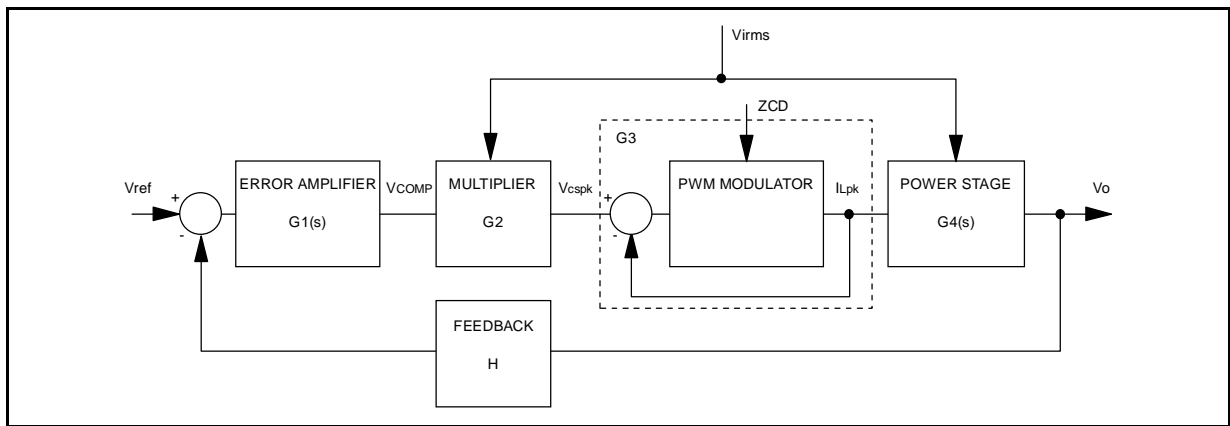 Virms
ZCD
G3
Vref
+
-
ERROR AMPLIFIER
G1(s)
VCOMP
MULTIPLIER
G2
Vcspk
+
-
PWM MODULATOR
ILpk
POWER STAGE
G4(s)
Vo
FEEDBACK
H